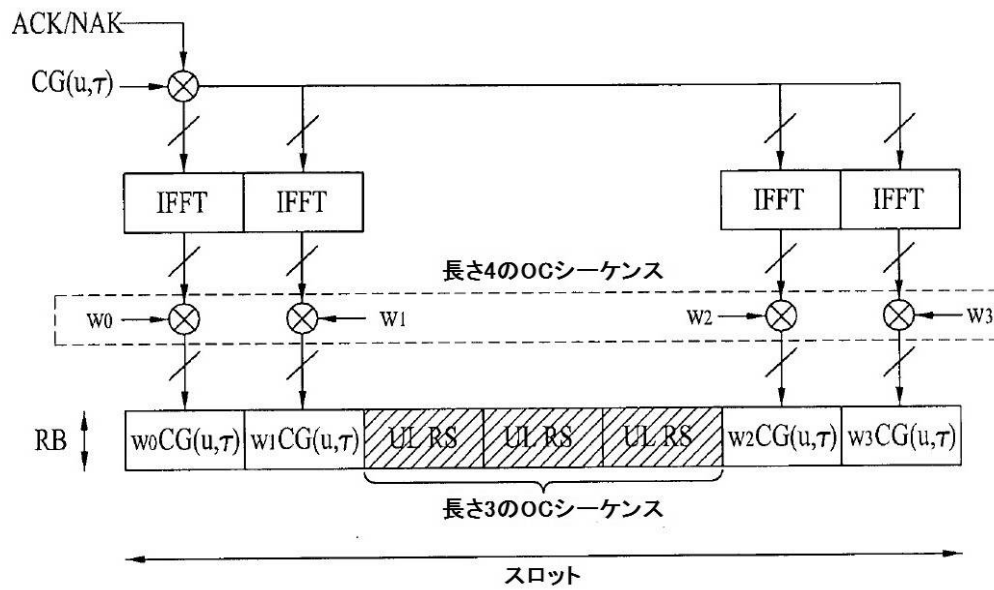 ACK/NAK
CG(u,τ)
IFFT IFFT IFFT IFFT
長さ4のOCシーケンス
W0 W1 W2 W3
RB w0CG(u,τ) w1CG(u,τ) UL RS UL RS UL RS w2CG(u,τ) w3CG(u,τ)
長さ3のOCシーケンス
スロット